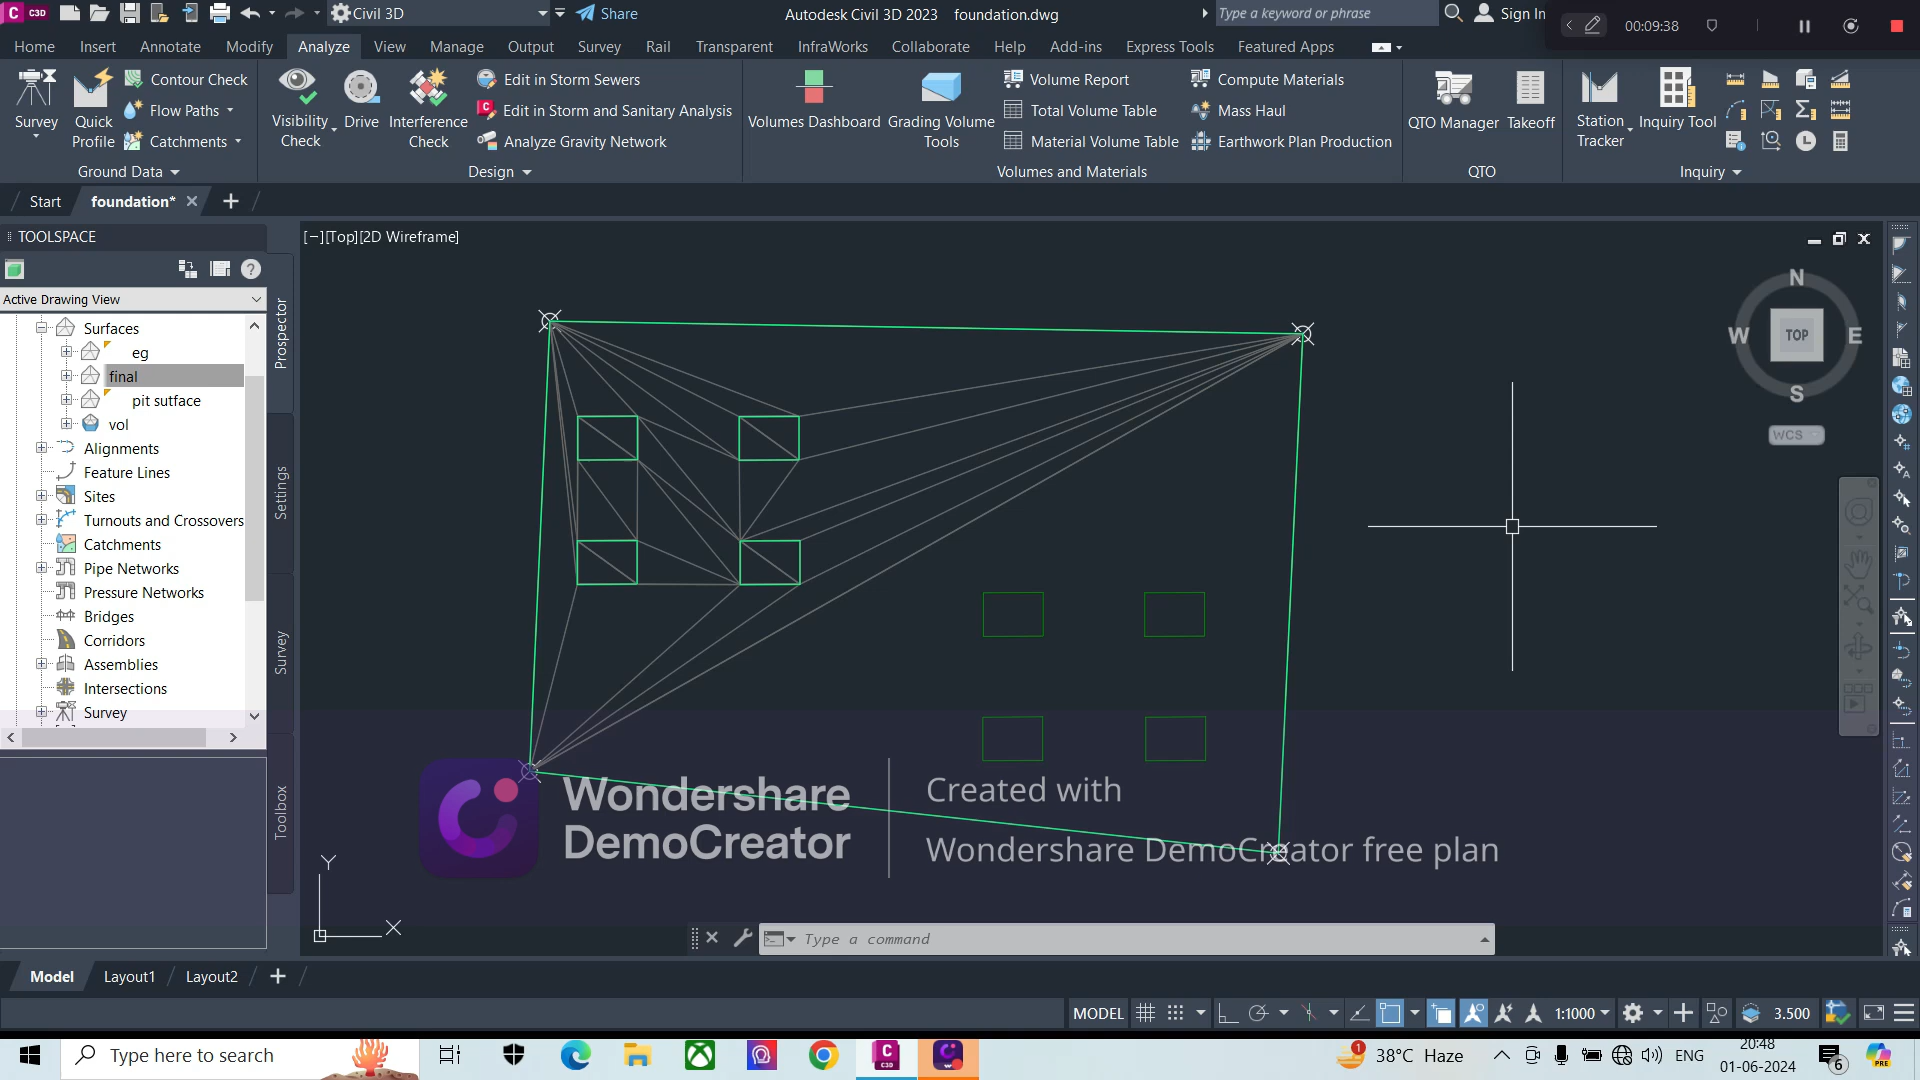 C3D
Civil 3D
Share
Autodesk Civil 3D 2023 foundation.dwg
Type a keyword or phrase
Sign In
00:09:38
Home Insert Annotate Modify Analyze View Manage Output Survey Rail Transparent InfraWorks Collaborate Help Add-ins Express Tools Featured Apps
Survey
Quick Profile
Contour Check
Flow Paths
Catchments
Visibility Check
Drive
Interference Check
Edit in Storm Sewers
Edit in Storm and Sanitary Analysis
Analyze Gravity Network
Volumes Dashboard
Grading Volume Tools
Volume Report
Total Volume Table
Material Volume Table
Compute Materials
Mass Haul
Earthwork Plan Production
QTO Manager
Takeoff
Station Tracker
Inquiry Tool
Ground Data
Design
Volumes and Materials
QTO
Inquiry
Start
foundation*
TOOLSPACE
[−][Top][2D Wireframe]
Active Drawing View
Surfaces
eg
final
pit sutface
vol
Alignments
Feature Lines
Sites
Turnouts and Crossovers
Catchments
Pipe Networks
Pressure Networks
Bridges
Corridors
Assemblies
Intersections
Survey
Prospector
Settings
Survey
Toolbox
N
W TOP E
S
WCS
Wondershare
DemoCreator
Created with
Wondershare DemoCreator free plan
Y
X
Type a command
Model Layout1 Layout2
MODEL
1:1000
3.500
Type here to search
C3D
1
38°C Haze
ENG
20:48
01-06-2024
6
PRE